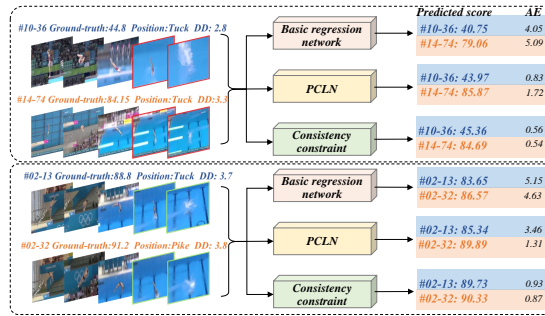 Predicted score AE
#10-36 Ground-truth:44.8 Position:Tuck DD: 2.8
Basic regression
network
#10-36: 40.75 4.05
#14-74: 79.06 5.09
PCLN
#10-36: 43.97 0.83
#14-74: 85.87 1.72
#14-74 Ground-truth:84.15 Position:Tuck DD:3.3
Consistency
constraint
#10-36: 45.36 0.56
#14-74: 84.69 0.54
#02-13 Ground-truth:88.8 Position:Tuck DD: 3.7
Basic regression
network
#02-13: 83.65 5.15
#02-32: 86.57 4.63
PCLN
#02-13: 85.34 3.46
#02-32: 89.89 1.31
#02-32 Ground-truth:91.2 Position:Pike DD: 3.8
Consistency
constraint
#02-13: 89.73 0.93
#02-32: 90.33 0.87